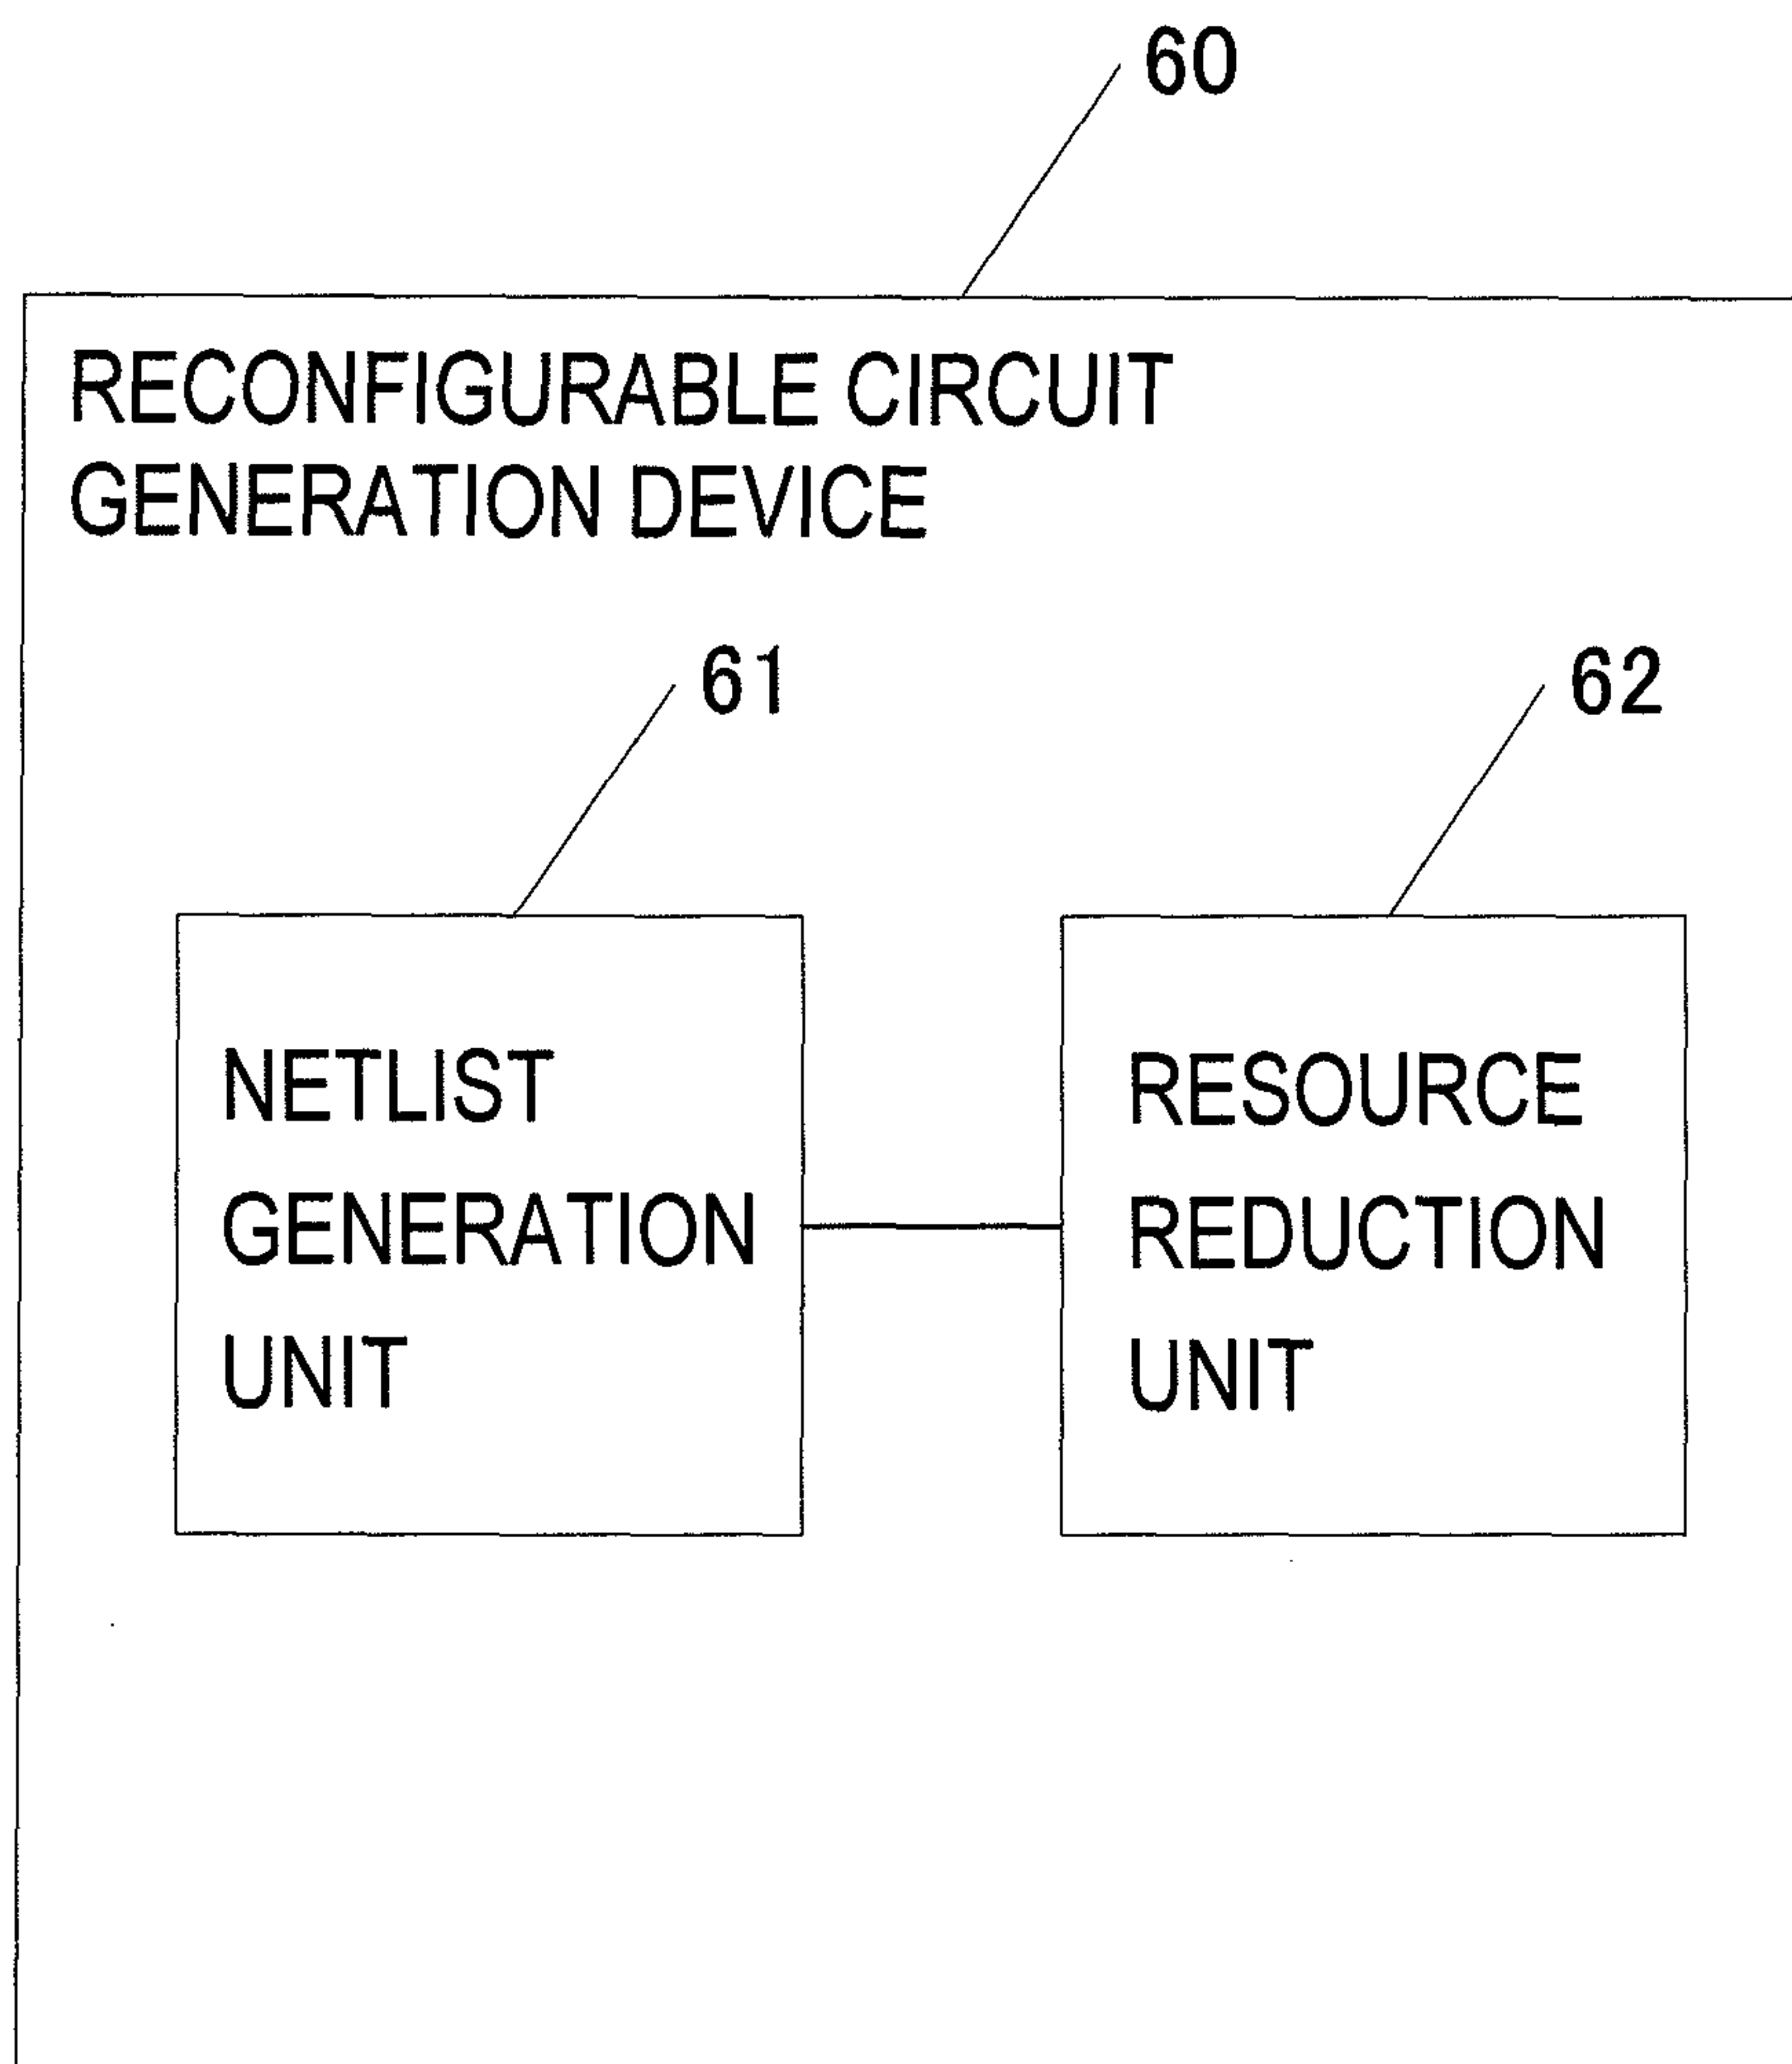 60
RECONFIGURABLE CIRCUIT
GENERATION DEVICE
61
62
NETLIST
GENERATION
UNIT
RESOURCE
REDUCTION
UNIT